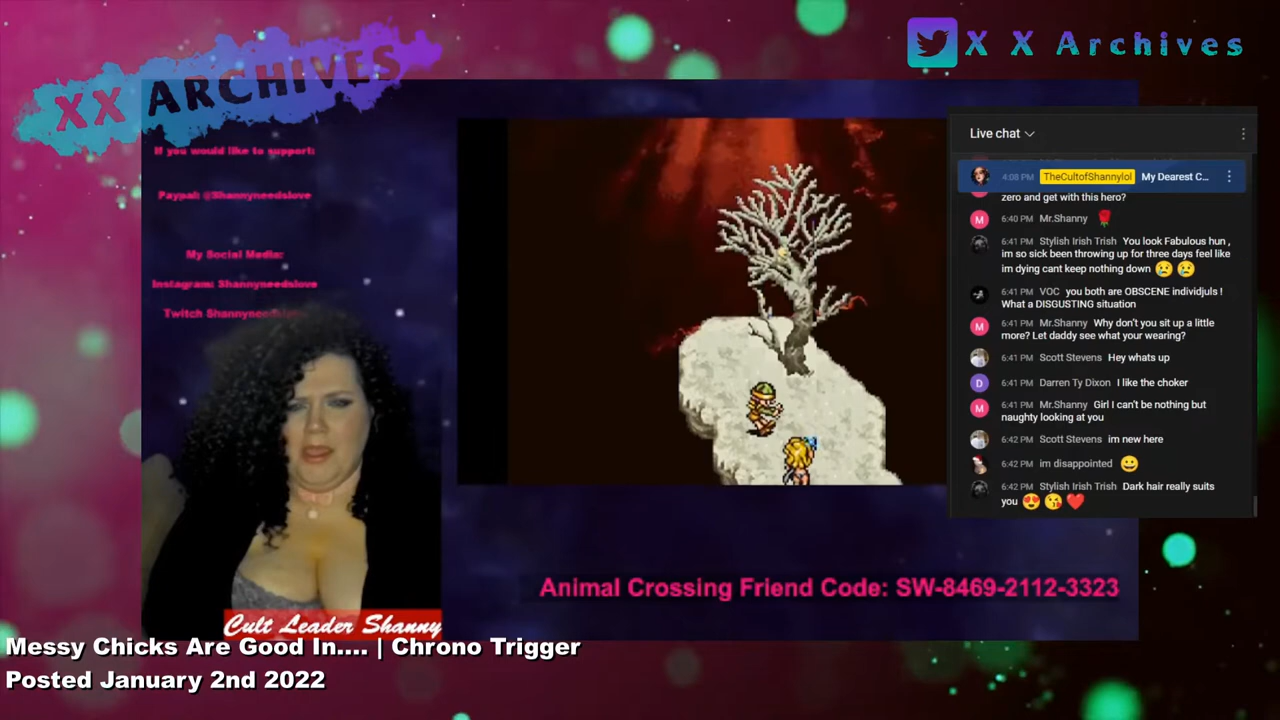 XX ARCHIVES
X X Archives
If you would like to support:
Paypal: @Shannyneedslove
My Social Media:
Instagram: Shannyneedslove
Twitch Shannyneedslove
Live chat
4:08 PM TheCultofShannylol My Dearest C...
zero and get with this hero?
6:40 PM Mr.Shanny 🌹
6:41 PM Stylish Irish Trish You look Fabulous hun ,
im so sick been throwing up for three days feel like
im dying cant keep nothing down 😢 😢
6:41 PM VOC you both are OBSCENE individjuls !
What a DISGUSTING situation
6:41 PM Mr.Shanny Why don't you sit up a little
more? Let daddy see what your wearing?
6:41 PM Scott Stevens Hey whats up
D 6:41 PM Darren Ty Dixon I like the choker
M 6:41 PM Mr.Shanny Girl I can't be nothing but
naughty looking at you
6:42 PM Scott Stevens im new here
6:42 PM im disappointed 😀
6:42 PM Stylish Irish Trish Dark hair really suits
you 😍 😘 ❤️
Animal Crossing Friend Code: SW-8469-2112-3323
Cult Leader Shanny
Messy Chicks Are Good In.... | Chrono Trigger
Posted January 2nd 2022